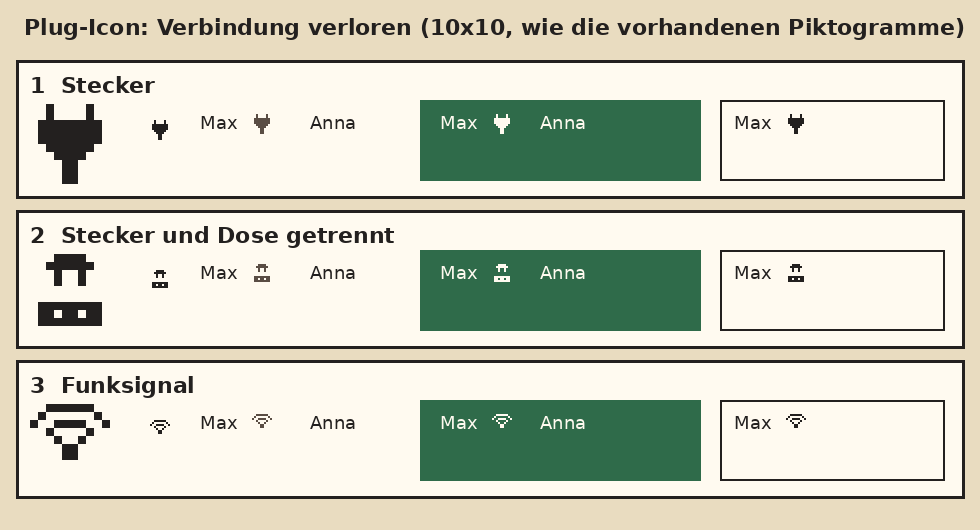 Plug-Icon: Verbindung verloren (10x10, wie die vorhandenen Piktogramme)
1 Stecker
Max Anna Max Anna Max
2 Stecker und Dose getrennt
Max Anna Max Anna Max
3 Funksignal
Max Anna Max Anna Max